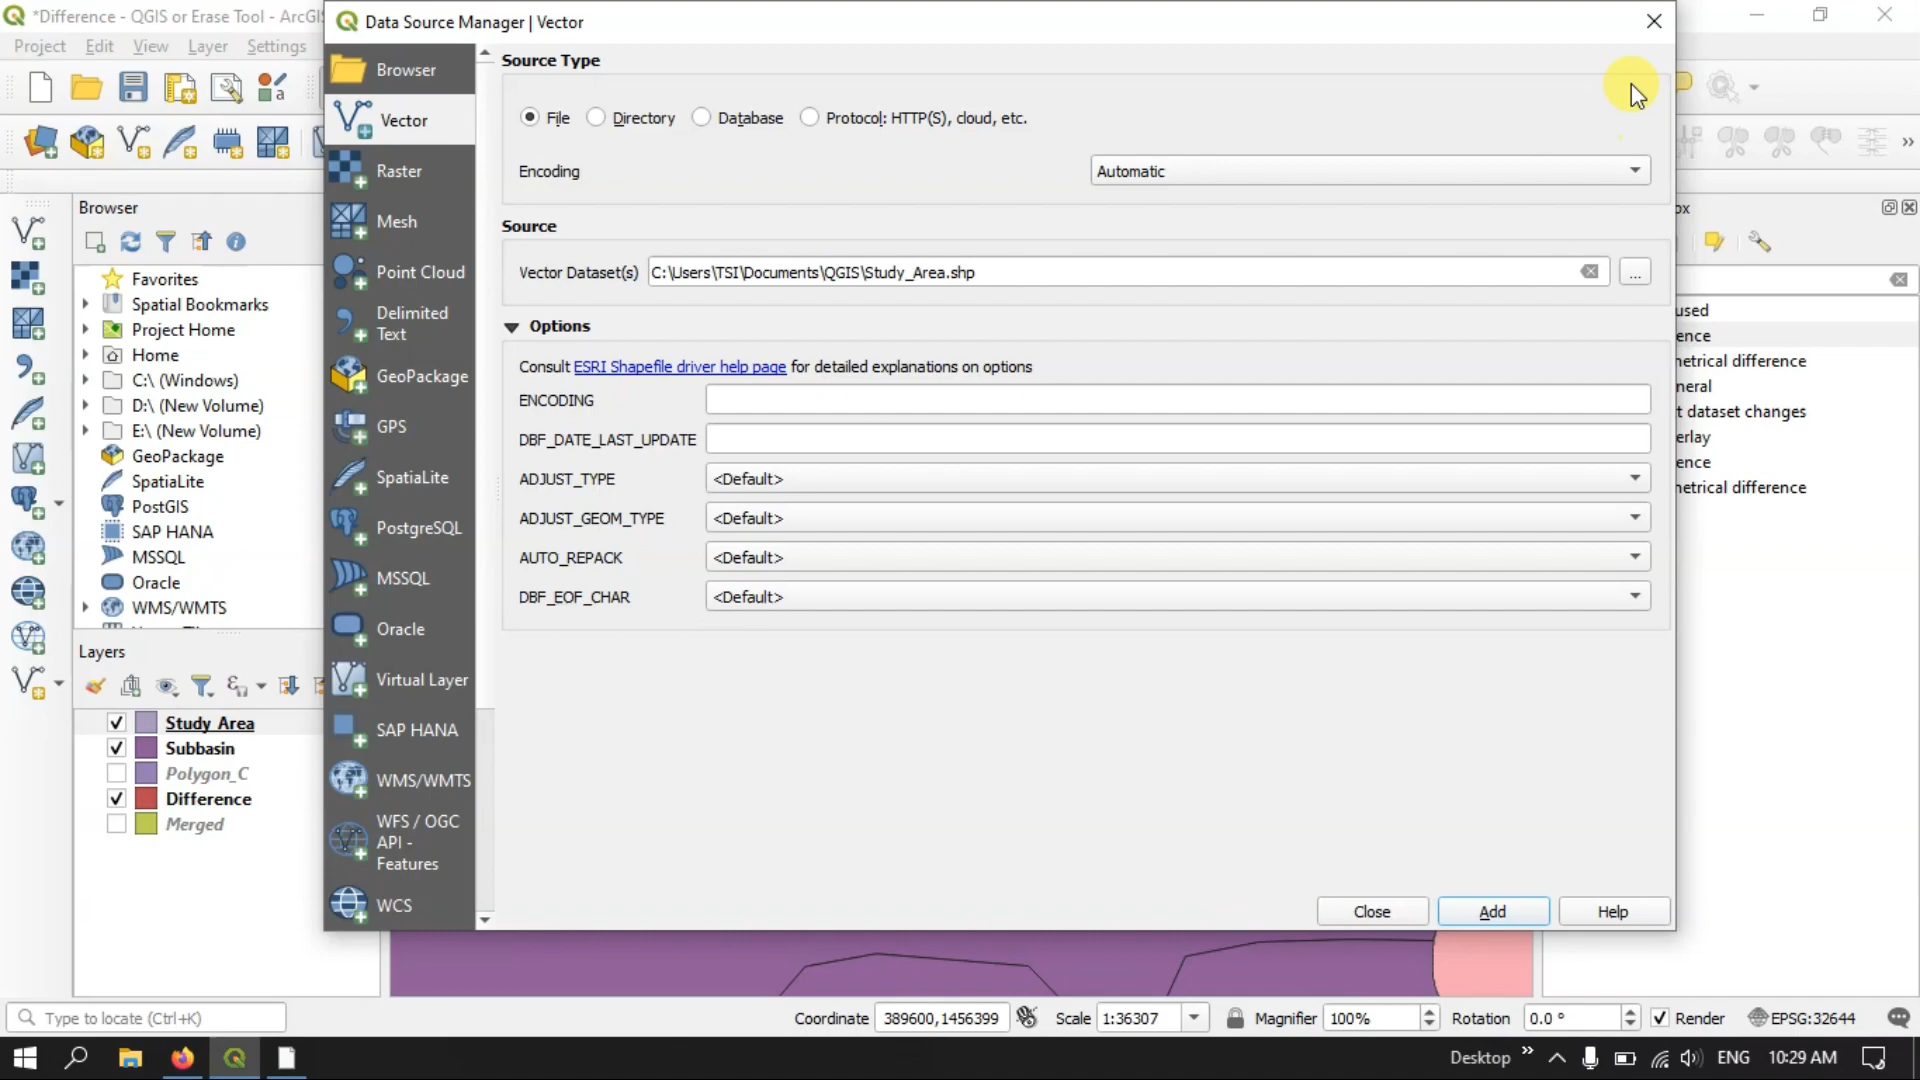 *Difference - QGIS or Erase Tool - ArcGIS
Data Source Manager | Vector
Project Edit View Layer Settings
Browser
Vector
Raster
Mesh
Point Cloud
Delimited
Text
GeoPackage
GPS
SpatiaLite
PostgreSQL
MSSQL
Oracle
Virtual Layer
SAP HANA
WMS/WMTS
WFS / OGC
API -
Features
WCS
Source Type
File Directory Database Protocol: HTTP(S), cloud, etc.
Encoding Automatic
Source
Vector Dataset(s) C:\Users\TSI\Documents\QGIS\Study_Area.shp ...
Options
Consult ESRI Shapefile driver help page for detailed explanations on options
ENCODING
DBF_DATE_LAST_UPDATE
ADJUST_TYPE <Default>
ADJUST_GEOM_TYPE <Default>
AUTO_REPACK <Default>
DBF_EOF_CHAR <Default>
Close Add Help
Browser
Favorites
Spatial Bookmarks
Project Home
Home
C:\ (Windows)
D:\ (New Volume)
E:\ (New Volume)
GeoPackage
SpatiaLite
PostGIS
SAP HANA
MSSQL
Oracle
WMS/WMTS
Layers
Study Area
Subbasin
Polygon_C
Difference
Merged
ox
used
ence
netrical difference
neral
t dataset changes
erlay
ence
netrical difference
Type to locate (Ctrl+K) Coordinate 389600,1456399 Scale 1:36307 Magnifier 100% Rotation 0.0 ° Render EPSG:32644
Desktop » ENG 10:29 AM